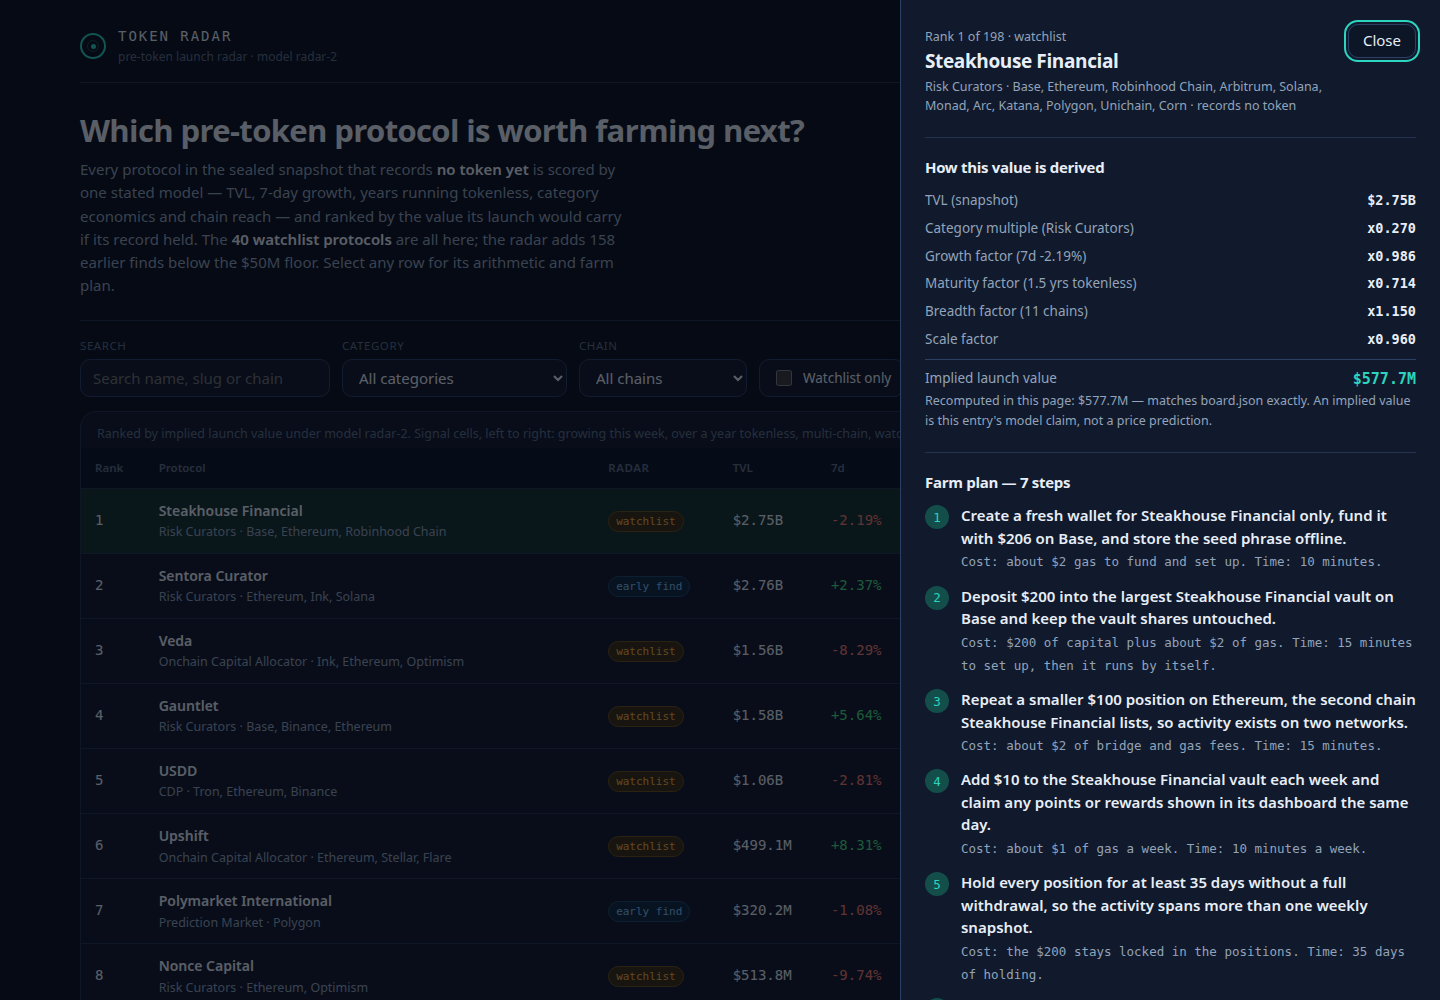 TOKEN RADAR
pre-token launch radar · model radar-2
Which pre-token protocol is worth farming next?
Every protocol in the sealed snapshot that records no token yet is scored by
one stated model — TVL, 7-day growth, years running tokenless, category
economics and chain reach — and ranked by the value its launch would carry
if its record held. The 40 watchlist protocols are all here; the radar adds 158
earlier finds below the $50M floor. Select any row for its arithmetic and farm
plan.
SEARCH
CATEGORY
CHAIN
Search name, slug or chain
All categories
All chains
Watchlist only
Ranked by implied launch value under model radar-2. Signal cells, left to right: growing this week, over a year tokenless, multi-chain, watc
Rank Protocol RADAR TVL 7d
1 Steakhouse Financial watchlist $2.75B -2.19%
Risk Curators · Base, Ethereum, Robinhood Chain
2 Sentora Curator early find $2.76B +2.37%
Risk Curators · Ethereum, Ink, Solana
3 Veda watchlist $1.56B -8.29%
Onchain Capital Allocator · Ink, Ethereum, Optimism
4 Gauntlet watchlist $1.58B +5.64%
Risk Curators · Base, Binance, Ethereum
5 USDD watchlist $1.06B -2.81%
CDP · Tron, Ethereum, Binance
6 Upshift watchlist $499.1M +8.31%
Onchain Capital Allocator · Ethereum, Stellar, Flare
7 Polymarket International early find $320.2M -1.08%
Prediction Market · Polygon
8 Nonce Capital watchlist $513.8M -9.74%
Risk Curators · Ethereum, Optimism
Rank 1 of 198 · watchlist
Close
Steakhouse Financial
Risk Curators · Base, Ethereum, Robinhood Chain, Arbitrum, Solana,
Monad, Arc, Katana, Polygon, Unichain, Corn · records no token
How this value is derived
TVL (snapshot) $2.75B
Category multiple (Risk Curators) x0.270
Growth factor (7d -2.19%) x0.986
Maturity factor (1.5 yrs tokenless) x0.714
Breadth factor (11 chains) x1.150
Scale factor x0.960
Implied launch value $577.7M
Recomputed in this page: $577.7M — matches board.json exactly. An implied value
is this entry's model claim, not a price prediction.
Farm plan — 7 steps
1 Create a fresh wallet for Steakhouse Financial only, fund it
with $206 on Base, and store the seed phrase offline.
Cost: about $2 gas to fund and set up. Time: 10 minutes.
2 Deposit $200 into the largest Steakhouse Financial vault on
Base and keep the vault shares untouched.
Cost: $200 of capital plus about $2 of gas. Time: 15 minutes
to set up, then it runs by itself.
3 Repeat a smaller $100 position on Ethereum, the second chain
Steakhouse Financial lists, so activity exists on two networks.
Cost: about $2 of bridge and gas fees. Time: 15 minutes.
4 Add $10 to the Steakhouse Financial vault each week and
claim any points or rewards shown in its dashboard the same
day.
Cost: about $1 of gas a week. Time: 10 minutes a week.
5 Hold every position for at least 35 days without a full
withdrawal, so the activity spans more than one weekly
snapshot.
Cost: the $200 stays locked in the positions. Time: 35 days
of holding.